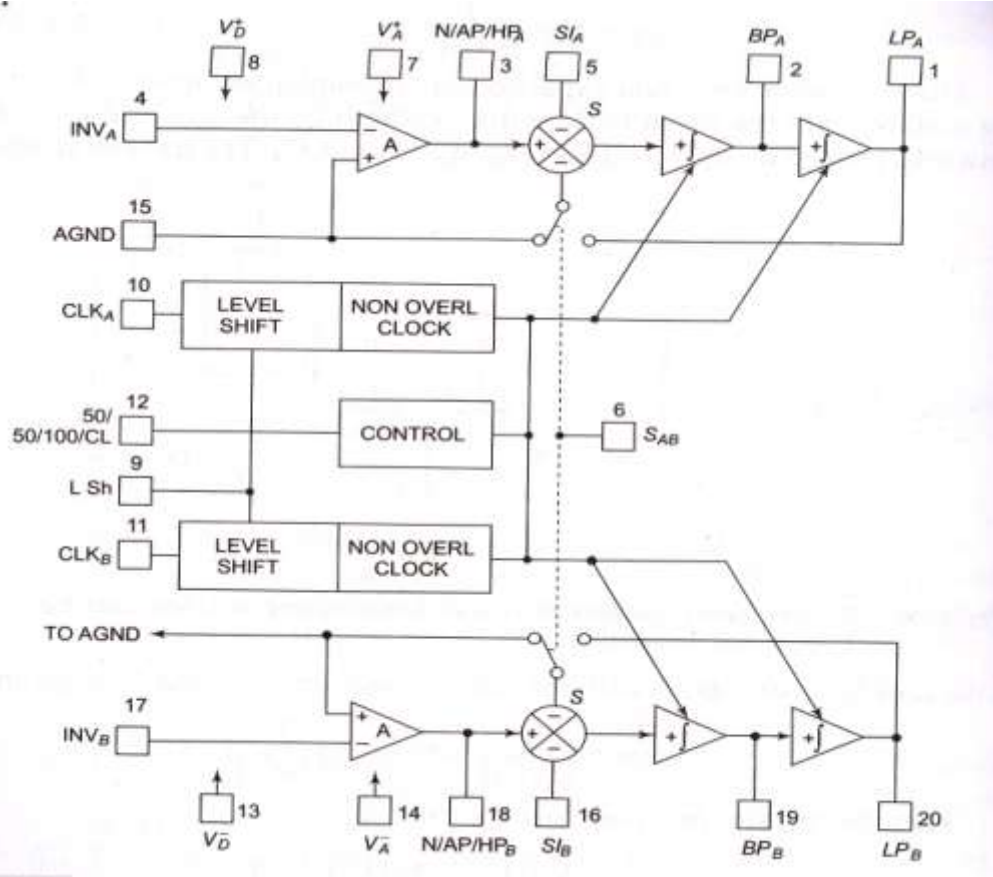 V_D^+ V_A^+ N/AP/HP_A SI_A BP_A LP_A
8 7 3 5 2 1
4
INV_A
− A + + − S − +∫ +∫
15
AGND
10
CLK_A LEVEL SHIFT NON OVERL CLOCK
12
50/
50/100/CL CONTROL 6 S_AB
9
L Sh
11
CLK_B LEVEL SHIFT NON OVERL CLOCK
TO AGND
17
INV_B
+ A − + − S − +∫ +∫
13 14 18 16 19 20
V_D^− V_A^− N/AP/HP_B SI_B BP_B LP_B